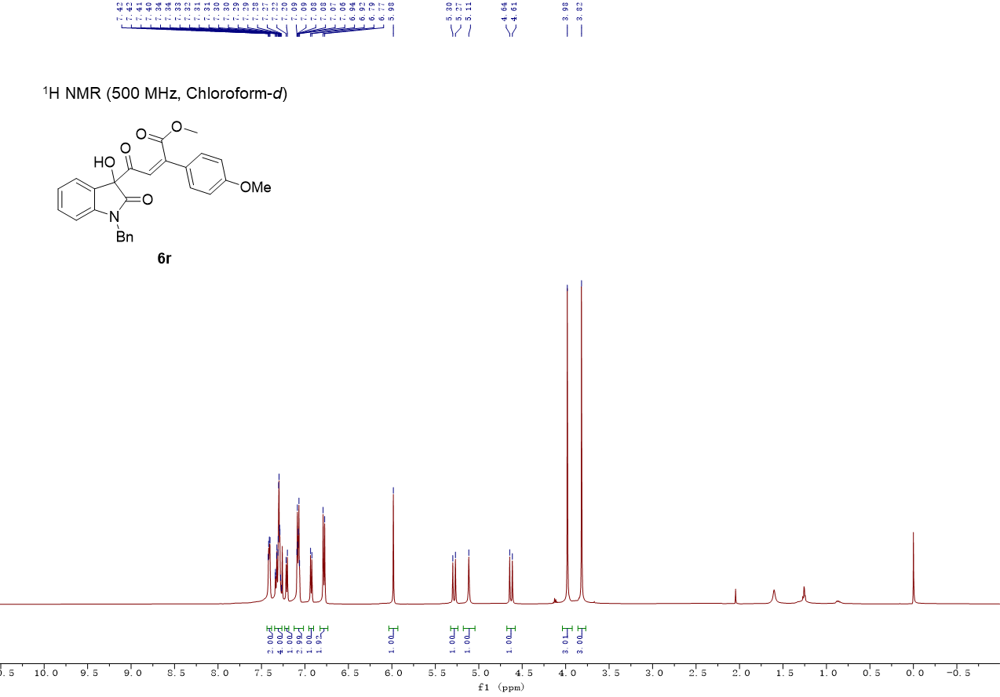 7.42 7.42 7.41 7.40 7.34 7.34 7.33 7.32 7.31 7.31 7.30 7.30 7.29 7.29 7.28 7.27 7.22 7.20 7.09 7.09 7.08 7.08 7.07 7.06 6.94 6.92 6.79 6.77 5.98 5.30 5.27 5.11 4.64 4.61 3.98 3.82
¹H NMR (500 MHz, Chloroform-d)
O
O
O
HO
OMe
O
N
Bn
6r
2.00 4.00 1.00 2.99 1.00 1.92 1.00 1.00 1.00 1.00 3.01 3.00
0.5 10.0 9.5 9.0 8.5 8.0 7.5 7.0 6.5 6.0 5.5 5.0 4.5 4.0 3.5 3.0 2.5 2.0 1.5 1.0 0.5 0.0 -0.5
f1 (ppm)